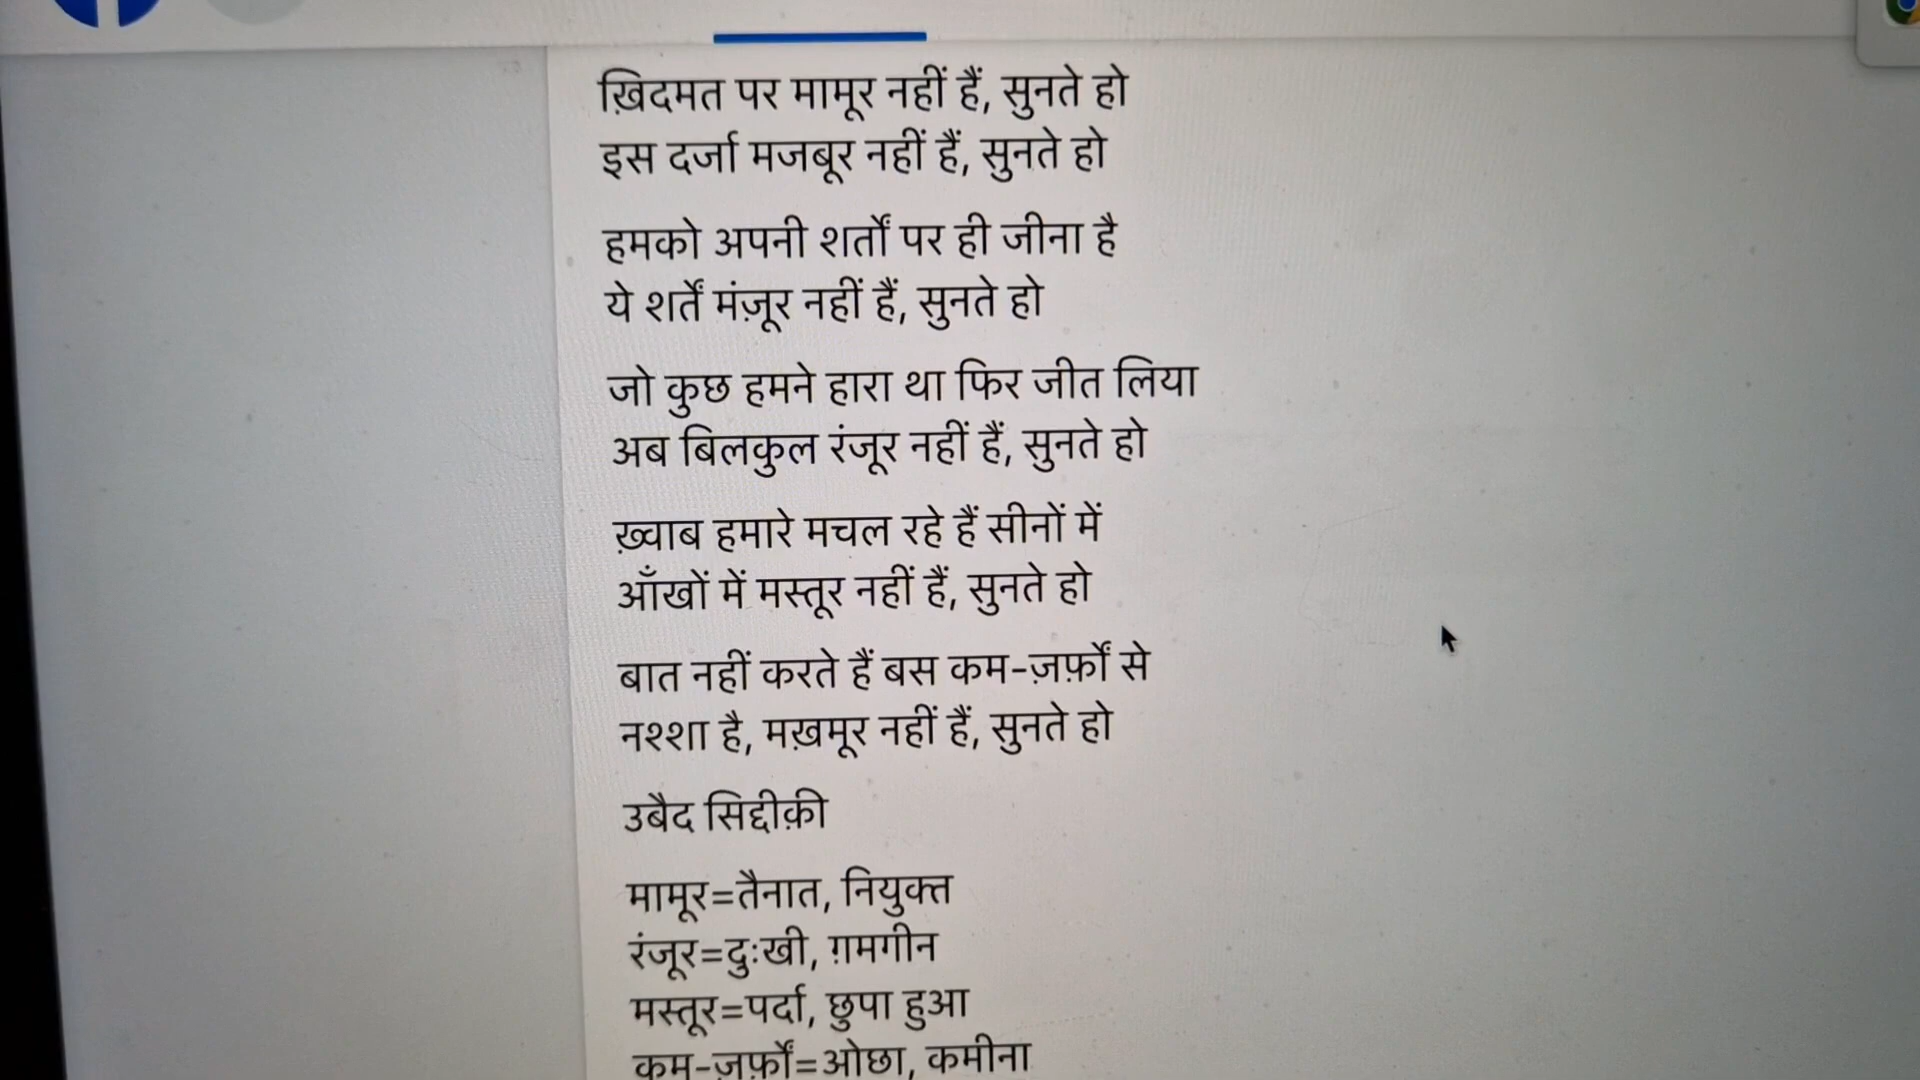 ख़िदमत पर मामूर नहीं हैं, सुनते हो
इस दर्जा मजबूर नहीं हैं, सुनते हो
हमको अपनी शर्तों पर ही जीना है
ये शर्तें मंज़ूर नहीं हैं, सुनते हो
जो कुछ हमने हारा था फिर जीत लिया
अब बिलकुल रंजूर नहीं हैं, सुनते हो
ख़्वाब हमारे मचल रहे हैं सीनों में
आँखों में मस्तूर नहीं हैं, सुनते हो
बात नहीं करते हैं बस कम-ज़र्फ़ों से
नश्शा है, मख़मूर नहीं हैं, सुनते हो
उबैद सिद्दीक़ी
मामूर=तैनात, नियुक्त
रंजूर=दुःखी, ग़मगीन
मस्तूर=पर्दा, छुपा हुआ
कम-ज़र्फ़ों=ओछा, कमीना